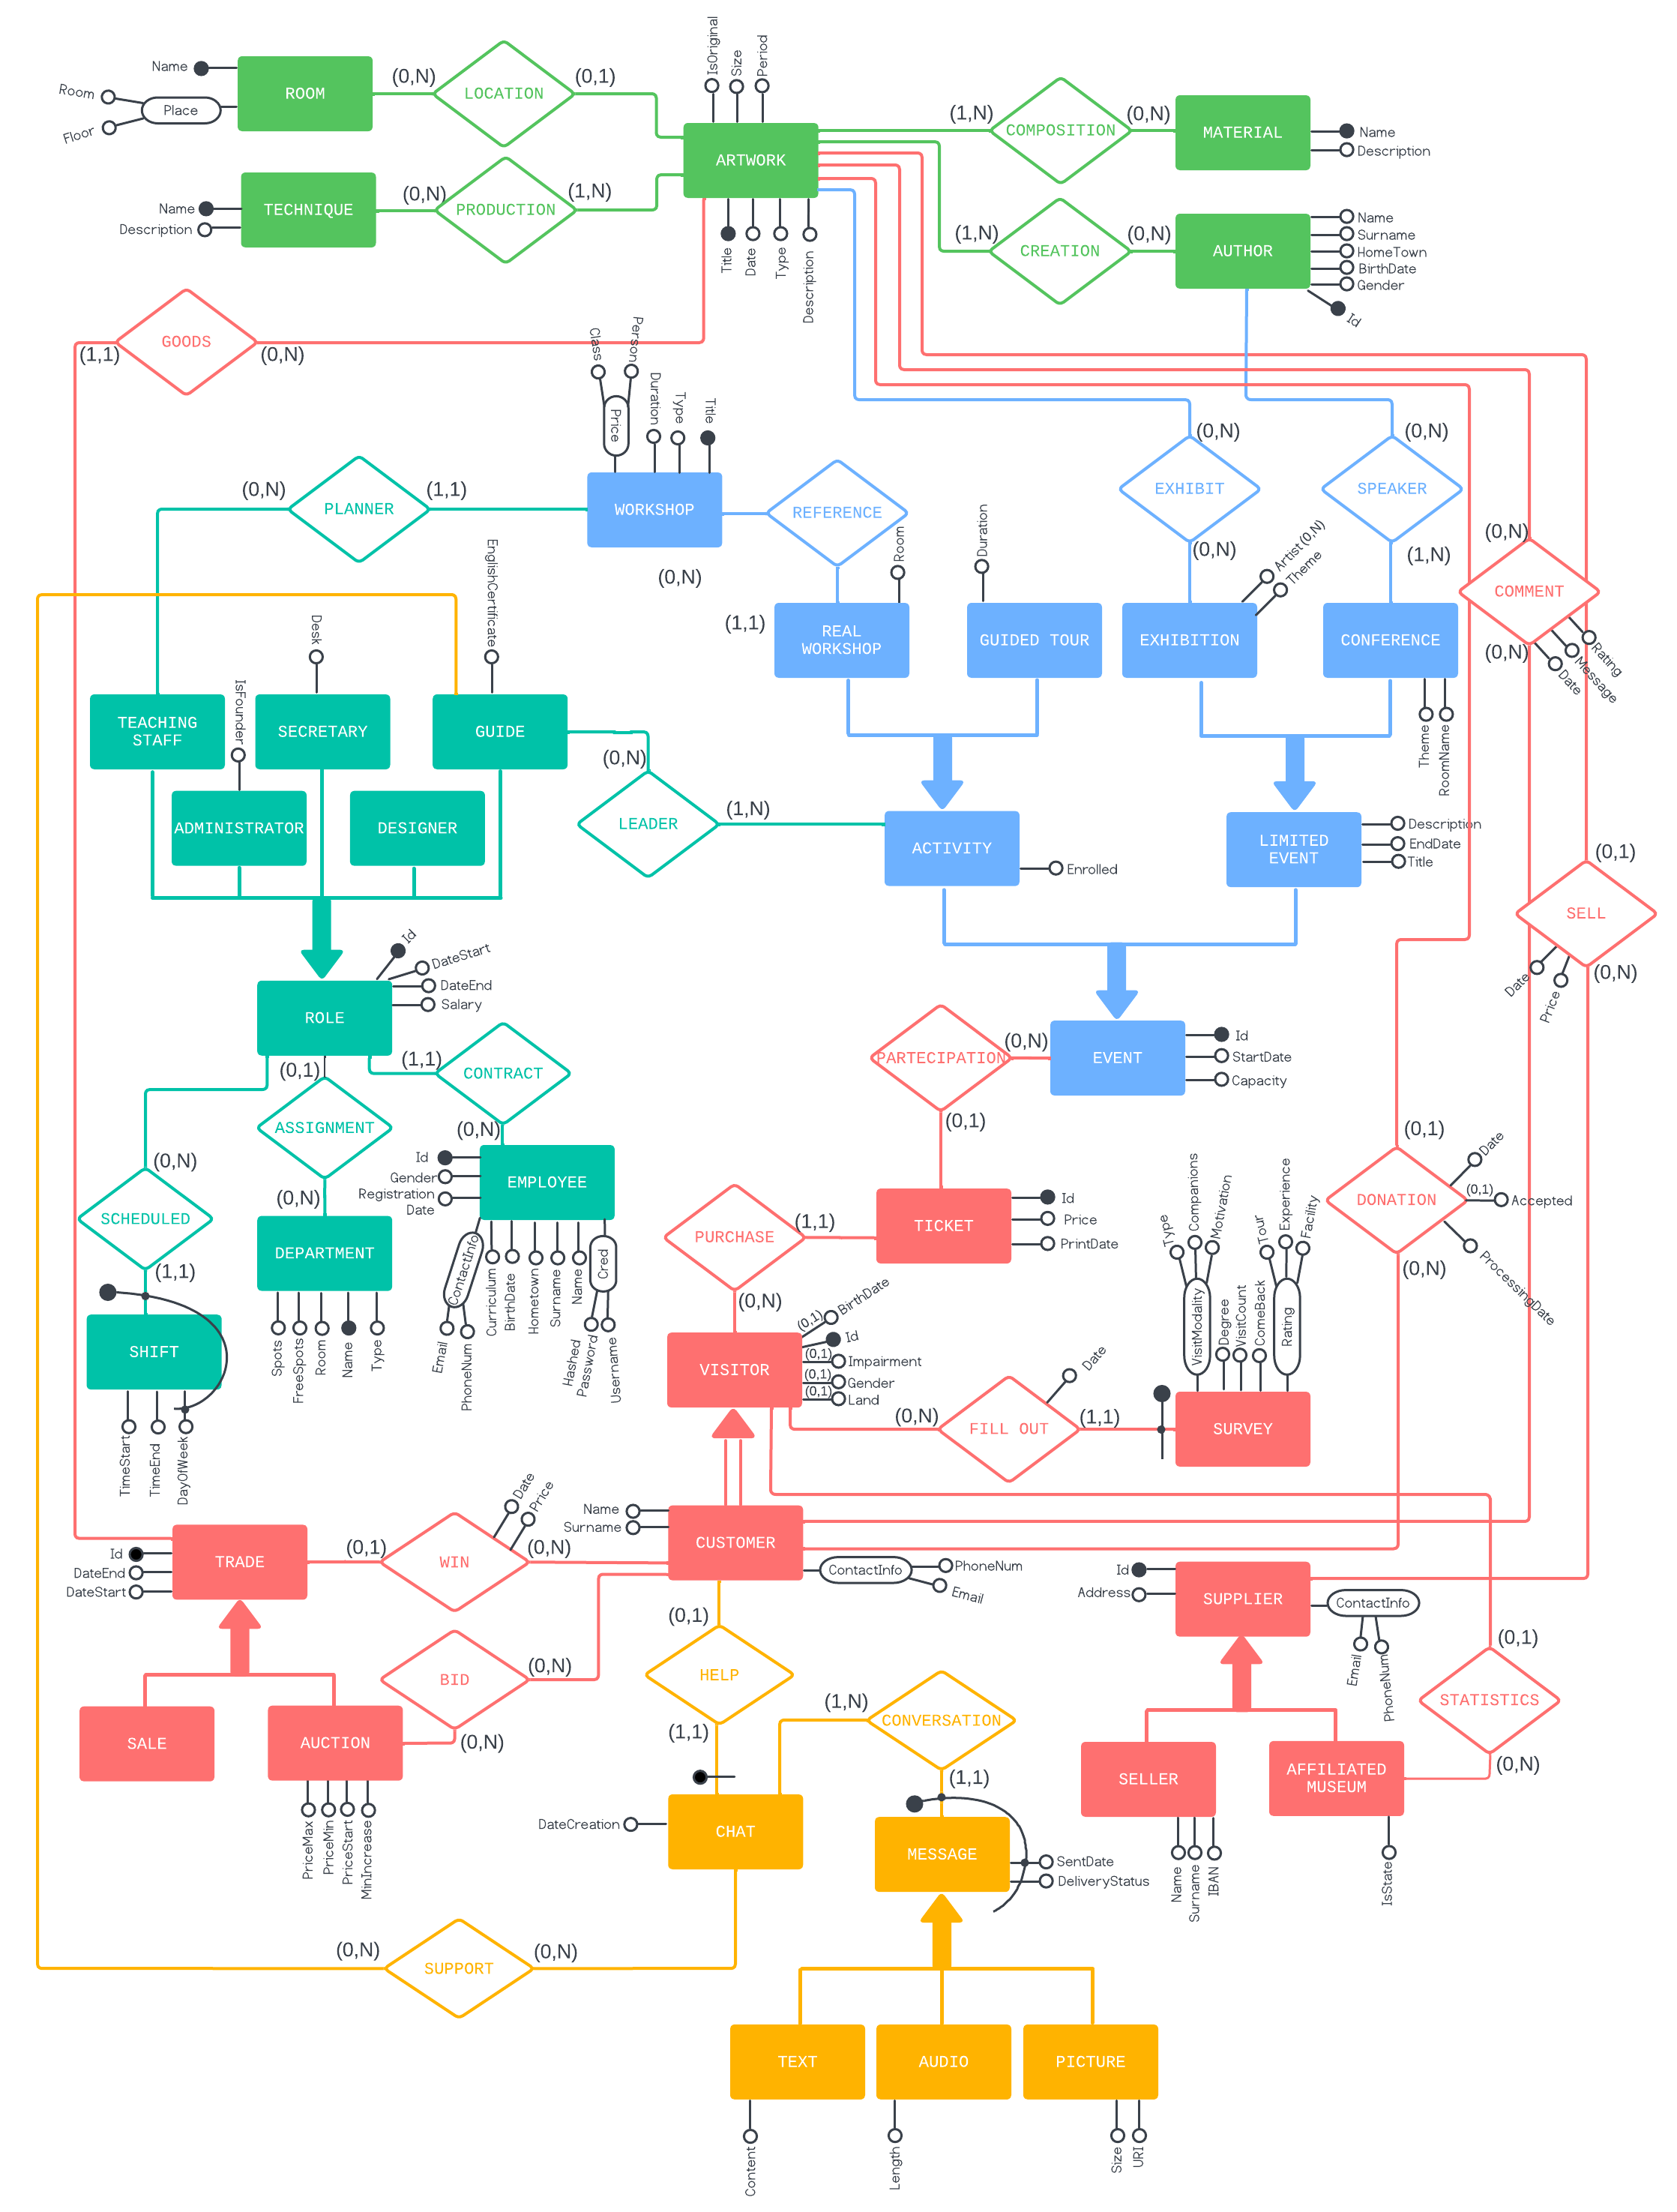 IsOriginal
Size
Period
Name
Room
Floor
Place
ROOM
(0,N)
LOCATION
(0,1)
ARTWORK
(1,N)
COMPOSITION
(0,N)
MATERIAL
Name
Description
Name
Description
TECHNIQUE
(0,N)
PRODUCTION
(1,N)
Title
Date
Type
Description
(1,N)
CREATION
(0,N)
AUTHOR
Name
Surname
HomeTown
BirthDate
Gender
Id
(1,1)
GOODS
(0,N)
Class
Person
Price
Duration
Type
Title
(0,N)
PLANNER
(1,1)
WORKSHOP
REFERENCE
(0,N)
(1,1)
Room
REAL
WORKSHOP
Duration
GUIDED TOUR
(0,N)
EXHIBIT
(0,N)
Artist (0,N)
Theme
EXHIBITION
(0,N)
SPEAKER
(1,N)
CONFERENCE
Theme
RoomName
(0,N)
COMMENT
(0,N)
Rating
Message
Date
TEACHING
STAFF
Desk
SECRETARY
EnglishCertificate
GUIDE
IsFounder
ADMINISTRATOR
DESIGNER
(0,N)
LEADER
(1,N)
ACTIVITY
Enrolled
LIMITED
EVENT
Description
EndDate
Title
(0,1)
SELL
(0,N)
Date
Price
ROLE
Id
DateStart
DateEnd
Salary
(0,1)
(1,1)
CONTRACT
(0,N)
ASSIGNMENT
(0,N)
(0,N)
SCHEDULED
(1,1)
PARTECIPATION
(0,N)
(0,1)
EVENT
Id
StartDate
Capacity
EMPLOYEE
Id
Gender
Registration
Date
ContactInfo
Email
PhoneNum
Curriculum
BirthDate
Hometown
Surname
Name
Cred
Hashed
Password
Username
DEPARTMENT
Spots
FreeSpots
Room
Name
Type
SHIFT
TimeStart
TimeEnd
DayOfWeek
PURCHASE
(1,1)
(0,N)
TICKET
Id
Price
PrintDate
(0,1)
DONATION
(0,N)
Date
(0,1)
Accepted
ProcessingDate
VISITOR
(0,1)
BirthDate
Id
(0,1)
Impairment
(0,1)
Gender
(0,1)
Land
(0,N)
FILL OUT
(1,1)
Date
SURVEY
Type
Companions
Motivation
VisitModality
Degree
VisitCount
ComeBack
Tour
Experience
Facility
Rating
Id
DateEnd
DateStart
TRADE
(0,1)
WIN
(0,N)
Date
Price
Name
Surname
CUSTOMER
ContactInfo
PhoneNum
Email
Id
Address
SUPPLIER
ContactInfo
Email
PhoneNum
(0,1)
STATISTICS
(0,N)
SALE
AUCTION
PriceMax
PriceMin
PriceStart
MinIncrease
BID
(0,N)
(0,N)
(0,1)
HELP
(1,1)
(1,N)
CONVERSATION
(1,1)
DateCreation
CHAT
MESSAGE
SentDate
DeliveryStatus
SELLER
Name
Surname
IBAN
AFFILIATED
MUSEUM
IsState
(0,N)
SUPPORT
(0,N)
TEXT
AUDIO
PICTURE
Content
Length
Size
URI